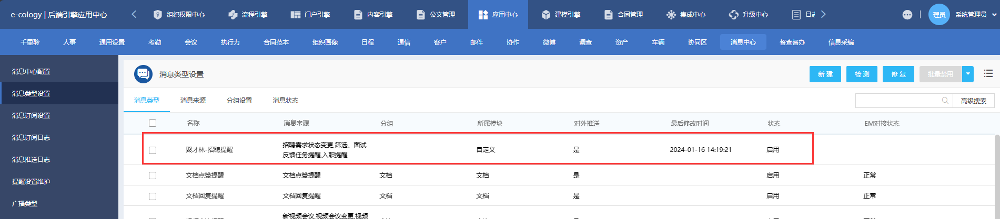 e-cology | 后端引擎应用中心 组织权限中心 流程引擎 门户引擎 内容引擎 公文管理 应用中心 建模引擎 合同管理 集成中心 升级中心 理员 系统管理员
千里聆 人事 通用设置 考勤 会议 执行力 合同范本 组织画像 日程 通信 客户 邮件 协作 微博 调查 资产 车辆 协同区 消息中心 督查督办 信息采编
消息中心配置
消息类型设置
消息订阅设置
消息订阅日志
消息推送日志
提醒设置维护
广播类型
消息类型设置 新建 检测 修复 批量禁用
消息类型 消息来源 分组设置 消息状态 高级搜索
名称 消息来源 分组 所属模块 对外推送 最后修改时间 状态 EM对接状态
聚才林-招聘提醒 招聘需求状态变更,筛选、面试
反馈任务提醒,入职提醒 自定义 是 2024-01-16 14:19:21 启用
文档点赞提醒 文档点赞提醒 文档 文档 是 启用 正常
文档回复提醒 文档回复提醒 文档 文档 是 启用 正常
新视频会议,视频会议变更,视频